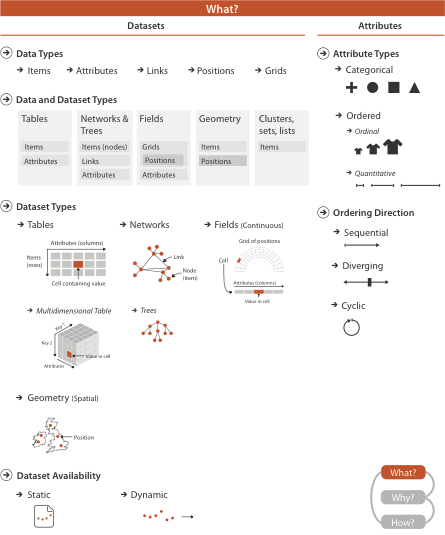 What?
Datasets
Attributes
Data Types
Items
Attributes
Links
Positions
Grids
Data and Dataset Types
Tables
Items
Attributes
Networks &
Trees
Items (nodes)
Links
Attributes
Fields
Grids
Positions
Attributes
Geometry
Items
Positions
Clusters,
sets, lists
Items
Dataset Types
Tables
Attributes (columns)
Items
(rows)
Cell containing value
Networks
Link
Node
(item)
Fields (Continuous)
Grid of positions
Cell
Attributes (columns)
Value in cell
Multidimensional Table
Key 1
Key 2
Value in cell
Attributes
Trees
Geometry (Spatial)
Position
Dataset Availability
Static
Dynamic
Attribute Types
Categorical
Ordered
Ordinal
Quantitative
Ordering Direction
Sequential
Diverging
Cyclic
What?
Why?
How?